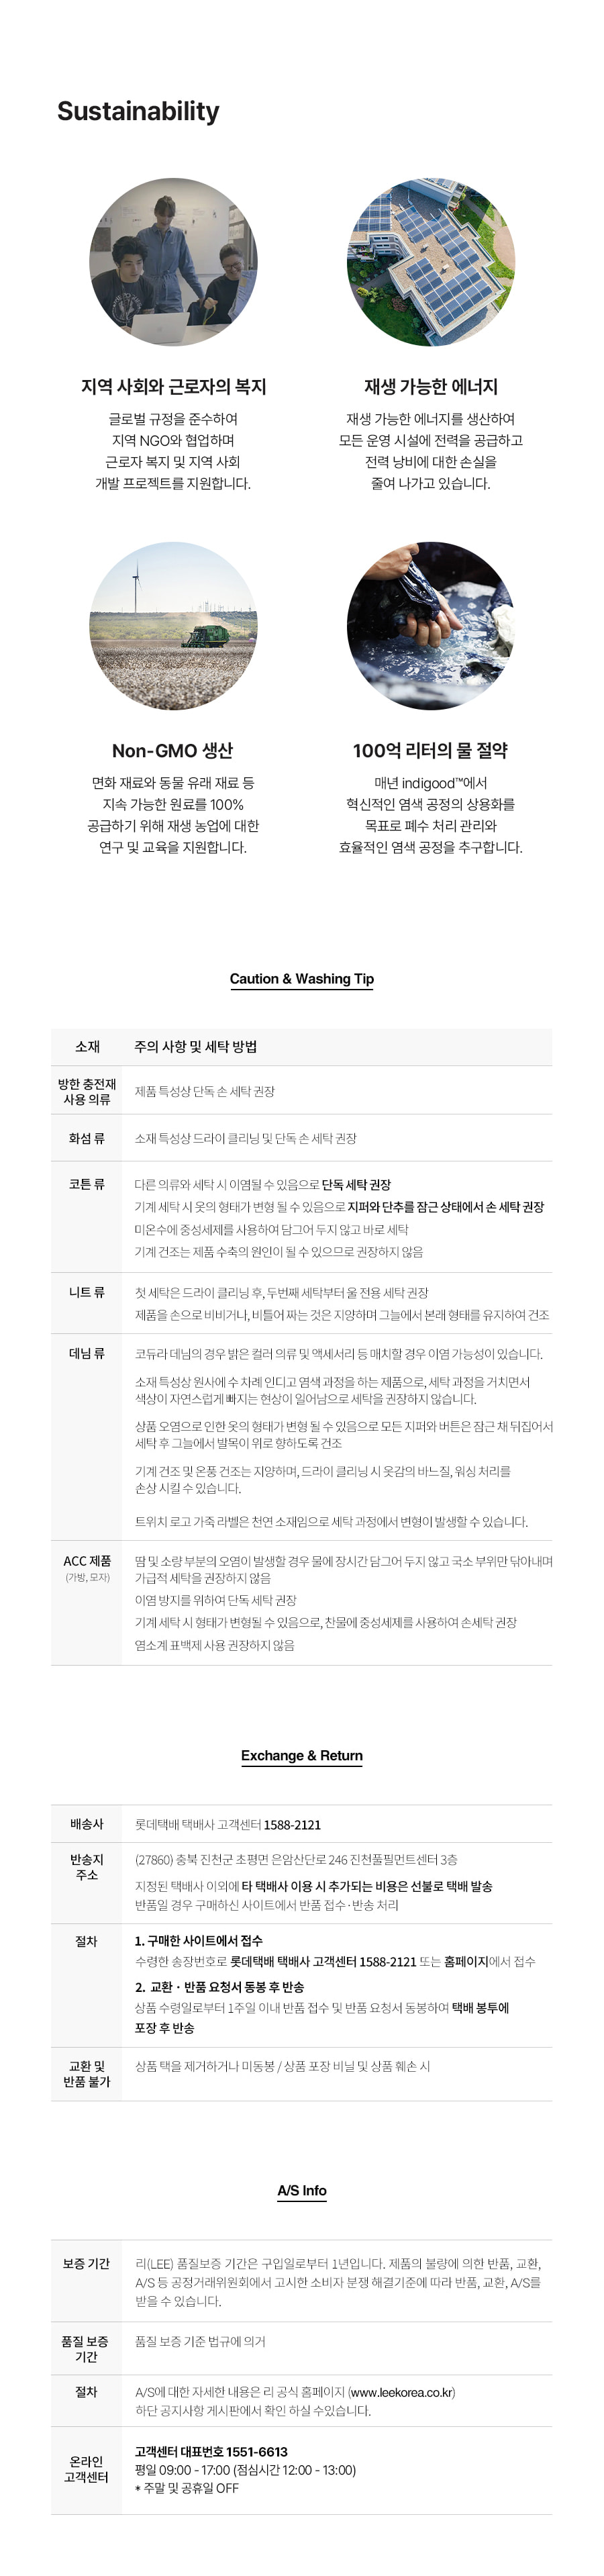 Sustainability
지역 사회와 근로자의 복지
글로벌 규정을 준수하여
지역 NGO와 협업하며
근로자 복지 및 지역 사회
개발 프로젝트를 지원합니다.
재생 가능한 에너지
재생 가능한 에너지를 생산하여
모든 운영 시설에 전력을 공급하고
전력 낭비에 대한 손실을
줄여 나가고 있습니다.
Non-GMO 생산
면화 재료와 동물 유래 재료 등
지속 가능한 원료를 100%
공급하기 위해 재생 농업에 대한
연구 및 교육을 지원합니다.
100억 리터의 물 절약
매년 indigood™에서
혁신적인 염색 공정의 상용화를
목표로 폐수 처리 관리와
효율적인 염색 공정을 추구합니다.
Caution & Washing Tip
소재 주의 사항 및 세탁 방법
방한 충전재
사용 의류
제품 특성상 단독 손 세탁 권장
화섬 류 소재 특성상 드라이 클리닝 및 단독 손 세탁 권장
코튼 류 다른 의류와 세탁 시 이염될 수 있음으로 단독 세탁 권장
기계 세탁 시 옷의 형태가 변형 될 수 있음으로 지퍼와 단추를 잠근 상태에서 손 세탁 권장
미온수에 중성세제를 사용하여 담그어 두지 않고 바로 세탁
기계 건조는 제품 수축의 원인이 될 수 있으므로 권장하지 않음
니트 류 첫 세탁은 드라이 클리닝 후, 두번째 세탁부터 울 전용 세탁 권장
제품을 손으로 비비거나, 비틀어 짜는 것은 지양하며 그늘에서 본래 형태를 유지하여 건조
데님 류 코듀라 데님의 경우 밝은 컬러 의류 및 액세서리 등 매치할 경우 이염 가능성이 있습니다.
소재 특성상 원사에 수 차례 인디고 염색 과정을 하는 제품으로, 세탁 과정을 거치면서
색상이 자연스럽게 빠지는 현상이 일어남으로 세탁을 권장하지 않습니다.
상품 오염으로 인한 옷의 형태가 변형 될 수 있음으로 모든 지퍼와 버튼은 잠근 채 뒤집어서
세탁 후 그늘에서 발목이 위로 향하도록 건조
기계 건조 및 온풍 건조는 지양하며, 드라이 클리닝 시 옷감의 바느질, 워싱 처리를
손상 시킬 수 있습니다.
트위치 로고 가죽 라벨은 천연 소재임으로 세탁 과정에서 변형이 발생할 수 있습니다.
ACC 제품
(가방, 모자)
땀 및 소량 부분의 오염이 발생할 경우 물에 장시간 담그어 두지 않고 국소 부위만 닦아내며
가급적 세탁을 권장하지 않음
이염 방지를 위하여 단독 세탁 권장
기계 세탁 시 형태가 변형될 수 있음으로, 찬물에 중성세제를 사용하여 손세탁 권장
염소계 표백제 사용 권장하지 않음
Exchange & Return
배송사 롯데택배 택배사 고객센터 1588-2121
반송지
주소
(27860) 충북 진천군 초평면 은암산단로 246 진천풀필먼트센터 3층
지정된 택배사 이외에 타 택배사 이용 시 추가되는 비용은 선불로 택배 발송
반품일 경우 구매하신 사이트에서 반품 접수·반송 처리
절차 1. 구매한 사이트에서 접수
수령한 송장번호로 롯데택배 택배사 고객센터 1588-2121 또는 홈페이지에서 접수
2. 교환·반품 요청서 동봉 후 반송
상품 수령일로부터 1주일 이내 반품 접수 및 반품 요청서 동봉하여 택배 봉투에
포장 후 반송
교환 및
반품 불가
상품 택을 제거하거나 미동봉 / 상품 포장 비닐 및 상품 훼손 시
A/S Info
보증 기간 리(LEE) 품질보증 기간은 구입일로부터 1년입니다. 제품의 불량에 의한 반품, 교환,
A/S 등 공정거래위원회에서 고시한 소비자 분쟁 해결기준에 따라 반품, 교환, A/S를
받을 수 있습니다.
품질 보증
기간
품질 보증 기준 법규에 의거
절차 A/S에 대한 자세한 내용은 리 공식 홈페이지 (www.leekorea.co.kr)
하단 공지사항 게시판에서 확인 하실 수있습니다.
온라인
고객센터
고객센터 대표번호 1551-6613
평일 09:00 - 17:00 (점심시간 12:00 - 13:00)
* 주말 및 공휴일 OFF